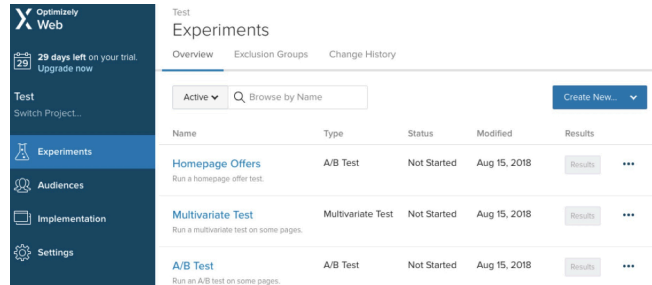 Optimizely
Web
29
29 days left on your trial.
Upgrade now
Test
Switch Project...
Experiments
Audiences
Implementation
Settings
Test
Experiments
Overview Exclusion Groups Change History
Active Browse by Name Create New...
Name Type Status Modified Results
Homepage Offers A/B Test Not Started Aug 15, 2018 Results •••
Run a homepage offer test.
Multivariate Test Multivariate Test Not Started Aug 15, 2018 Results •••
Run a multivariate test on some pages.
A/B Test A/B Test Not Started Aug 15, 2018 Results •••
Run an A/B test on some pages.